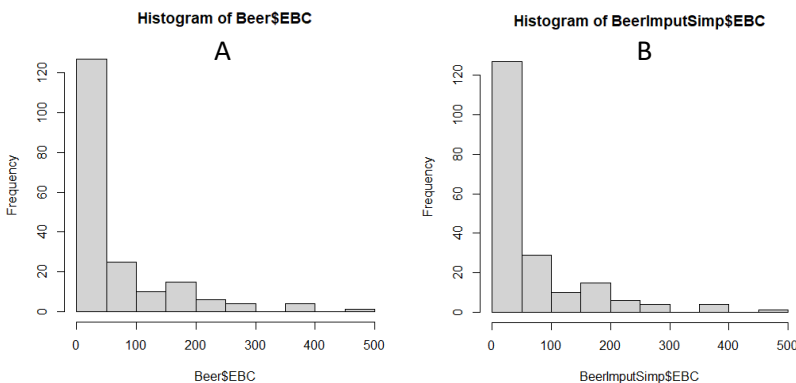 Histogram of Beer$EBC
A
Frequency
0
20
40
60
80
100
120
0 100 200 300 400 500
Beer$EBC
Histogram of BeerImputSimp$EBC
B
Frequency
0
20
40
60
80
100
120
0 100 200 300 400 500
BeerImputSimp$EBC